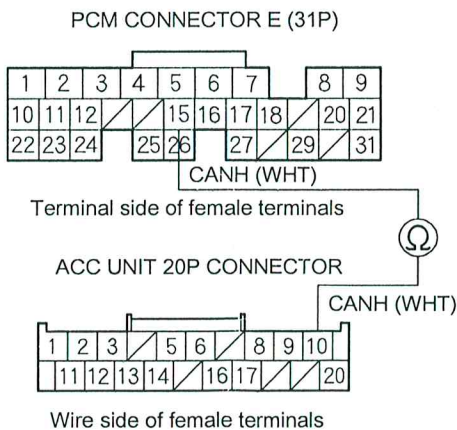 PCM CONNECTOR E (31P)
1 2 3 4 5 6 7 8 9
10 11 12 15 16 17 18 20 21
22 23 24 25 26 27 29 31
CANH (WHT)
Terminal side of female terminals
Ω
ACC UNIT 20P CONNECTOR
CANH (WHT)
1 2 3 5 6 8 9 10
11 12 13 14 16 17 20
Wire side of female terminals